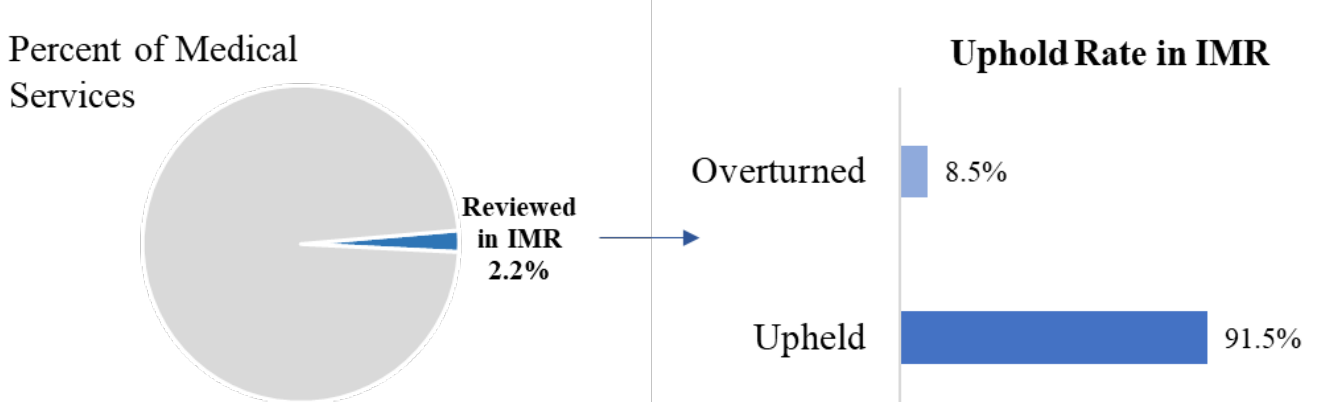 Percent of Medical
Services
Reviewed
in IMR
2.2%
Uphold Rate in IMR
Overturned
8.5%
Upheld
91.5%